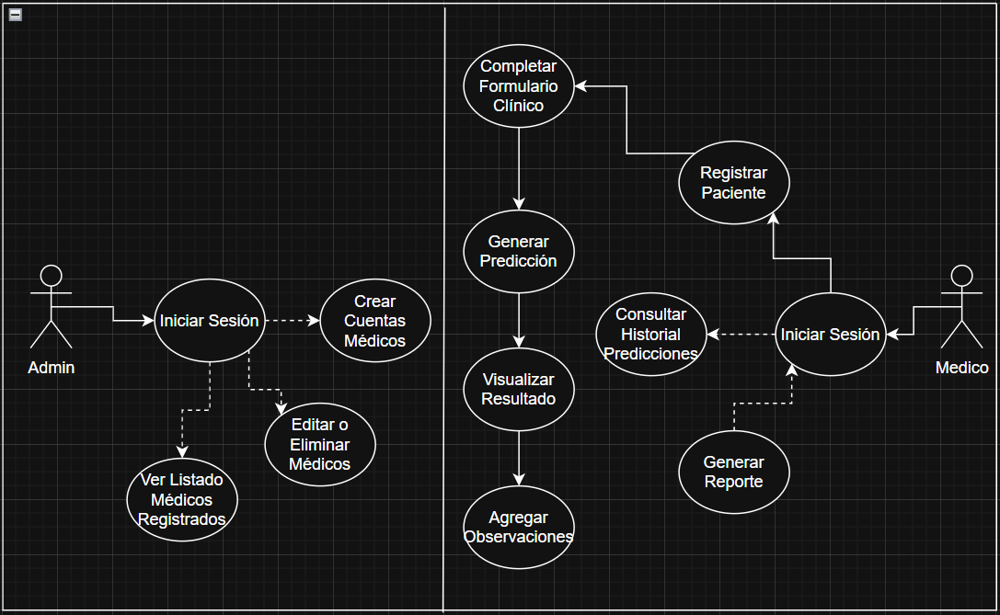 Completar
Formulario
Clínico
Registrar
Paciente
Generar
Predicción
Crear
Cuentas
Médicos
Iniciar Sesión
Admin
Consultar
Historial
Predicciones
Iniciar Sesión
Medico
Visualizar
Resultado
Editar o
Eliminar
Médicos
Generar
Reporte
Ver Listado
Médicos
Registrados
Agregar
Observaciones